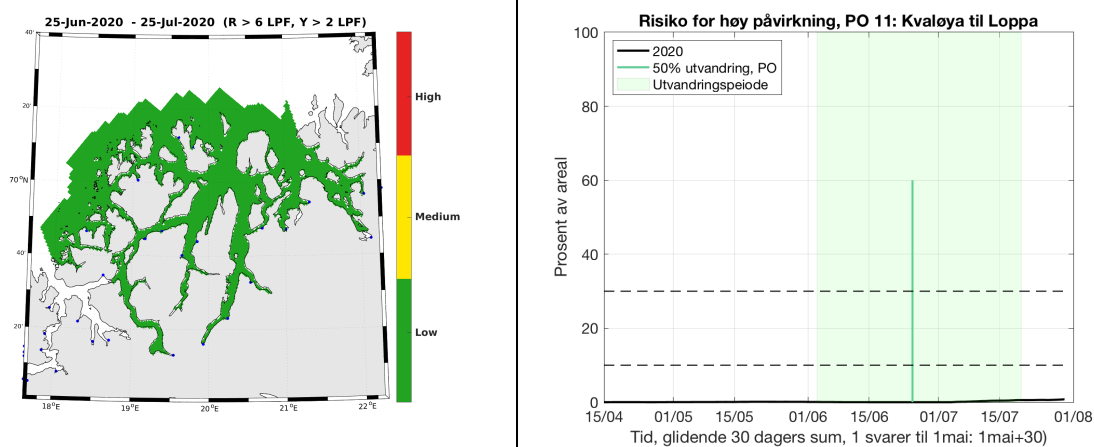 25-Jun-2020 - 25-Jul-2020 (R > 6 LPF, Y > 2 LPF)
40'
20'
70°N
40'
20'
18°E
19°E
20°E
21°E
22°E
High
Medium
Low
Risiko for høy påvirkning, PO 11: Kvaløya til Loppa
2020
50% utvandring, PO
Utvandringspeiode
Prosent av areal
100
80
60
40
20
0
15/04
01/05
15/05
01/06
15/06
01/07
15/07
01/08
Tid, glidende 30 dagers sum, 1 svarer til 1mai: 1mai+30)